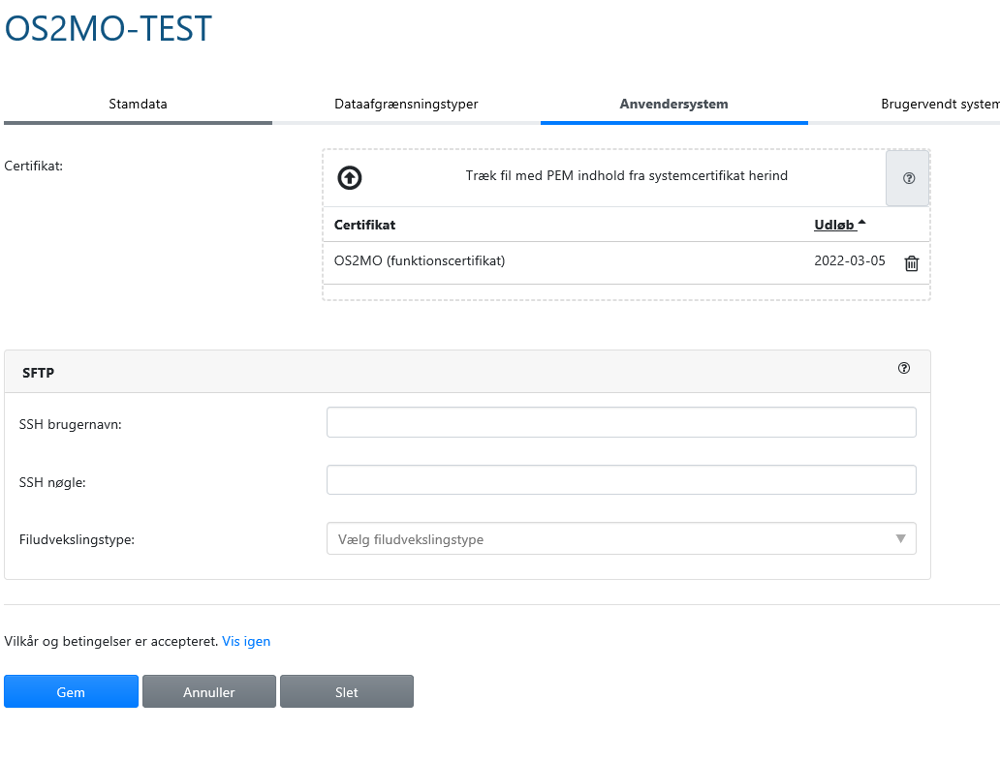 OS2MO-TEST
Stamdata Dataafgrænsningstyper Anvendersystem Brugervendt system
Certifikat:
Træk fil med PEM indhold fra systemcertifikat herind
Certifikat Udløb
OS2MO (funktionscertifikat) 2022-03-05
SFTP
SSH brugernavn:
SSH nøgle:
Filudvekslingstype: Vælg filudvekslingstype
Vilkår og betingelser er accepteret. Vis igen
Gem Annuller Slet